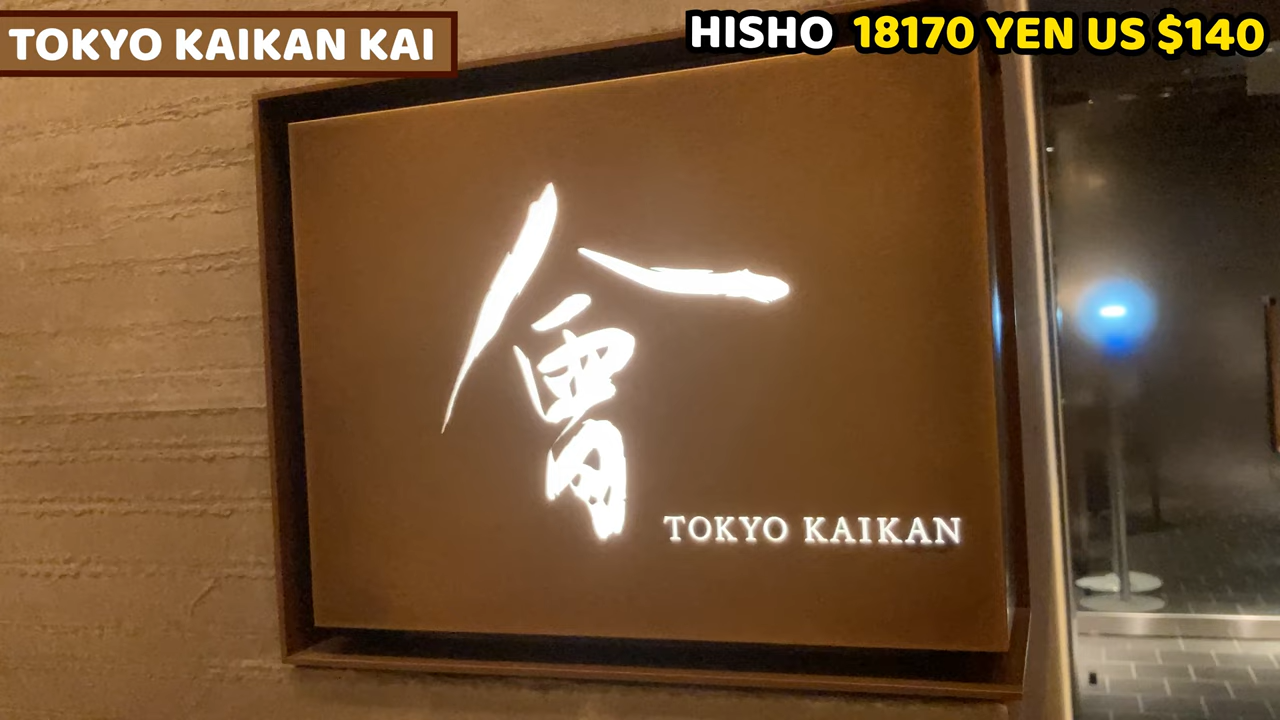 TOKYO KAIKAN KAI
HISHO 18170 YEN US $140
會
TOKYO KAIKAN